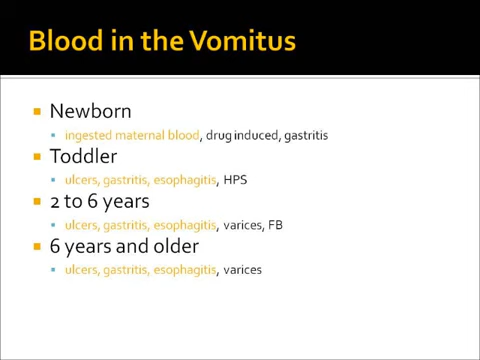 Blood in the Vomitus
Newborn
ingested maternal blood, drug induced, gastritis
Toddler
ulcers, gastritis, esophagitis, HPS
2 to 6 years
ulcers, gastritis, esophagitis, varices, FB
6 years and older
ulcers, gastritis, esophagitis, varices